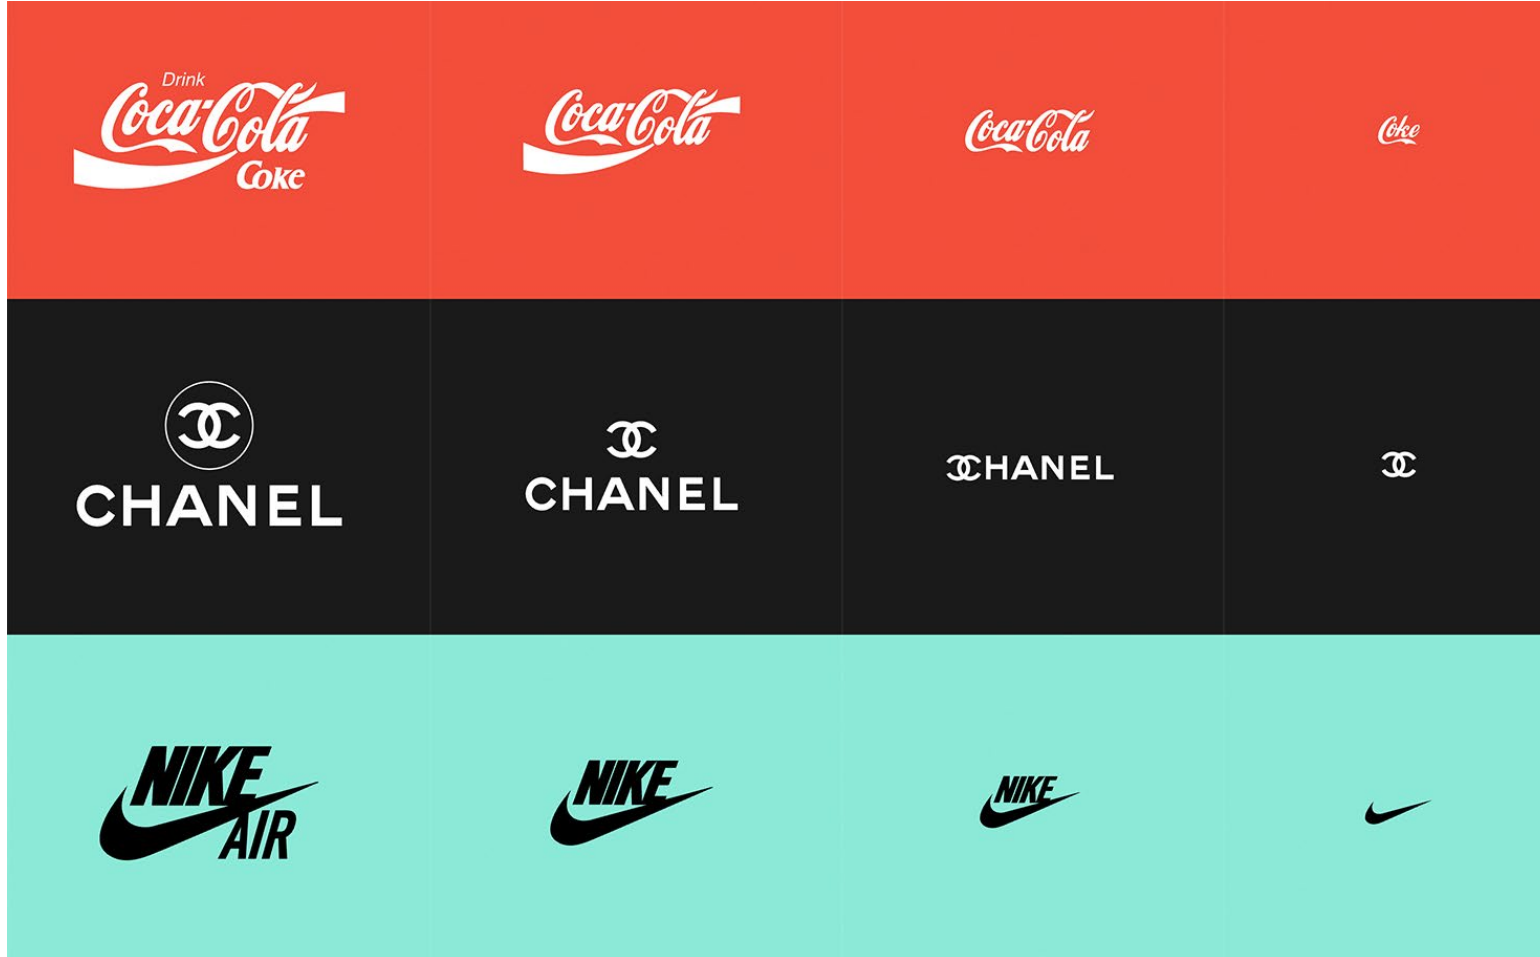 Drink
Coca-Cola
Coke
Coca-Cola
Coca-Cola
Coke
CHANEL
CHANEL
CHANEL
NIKE
AIR
NIKE
NIKE